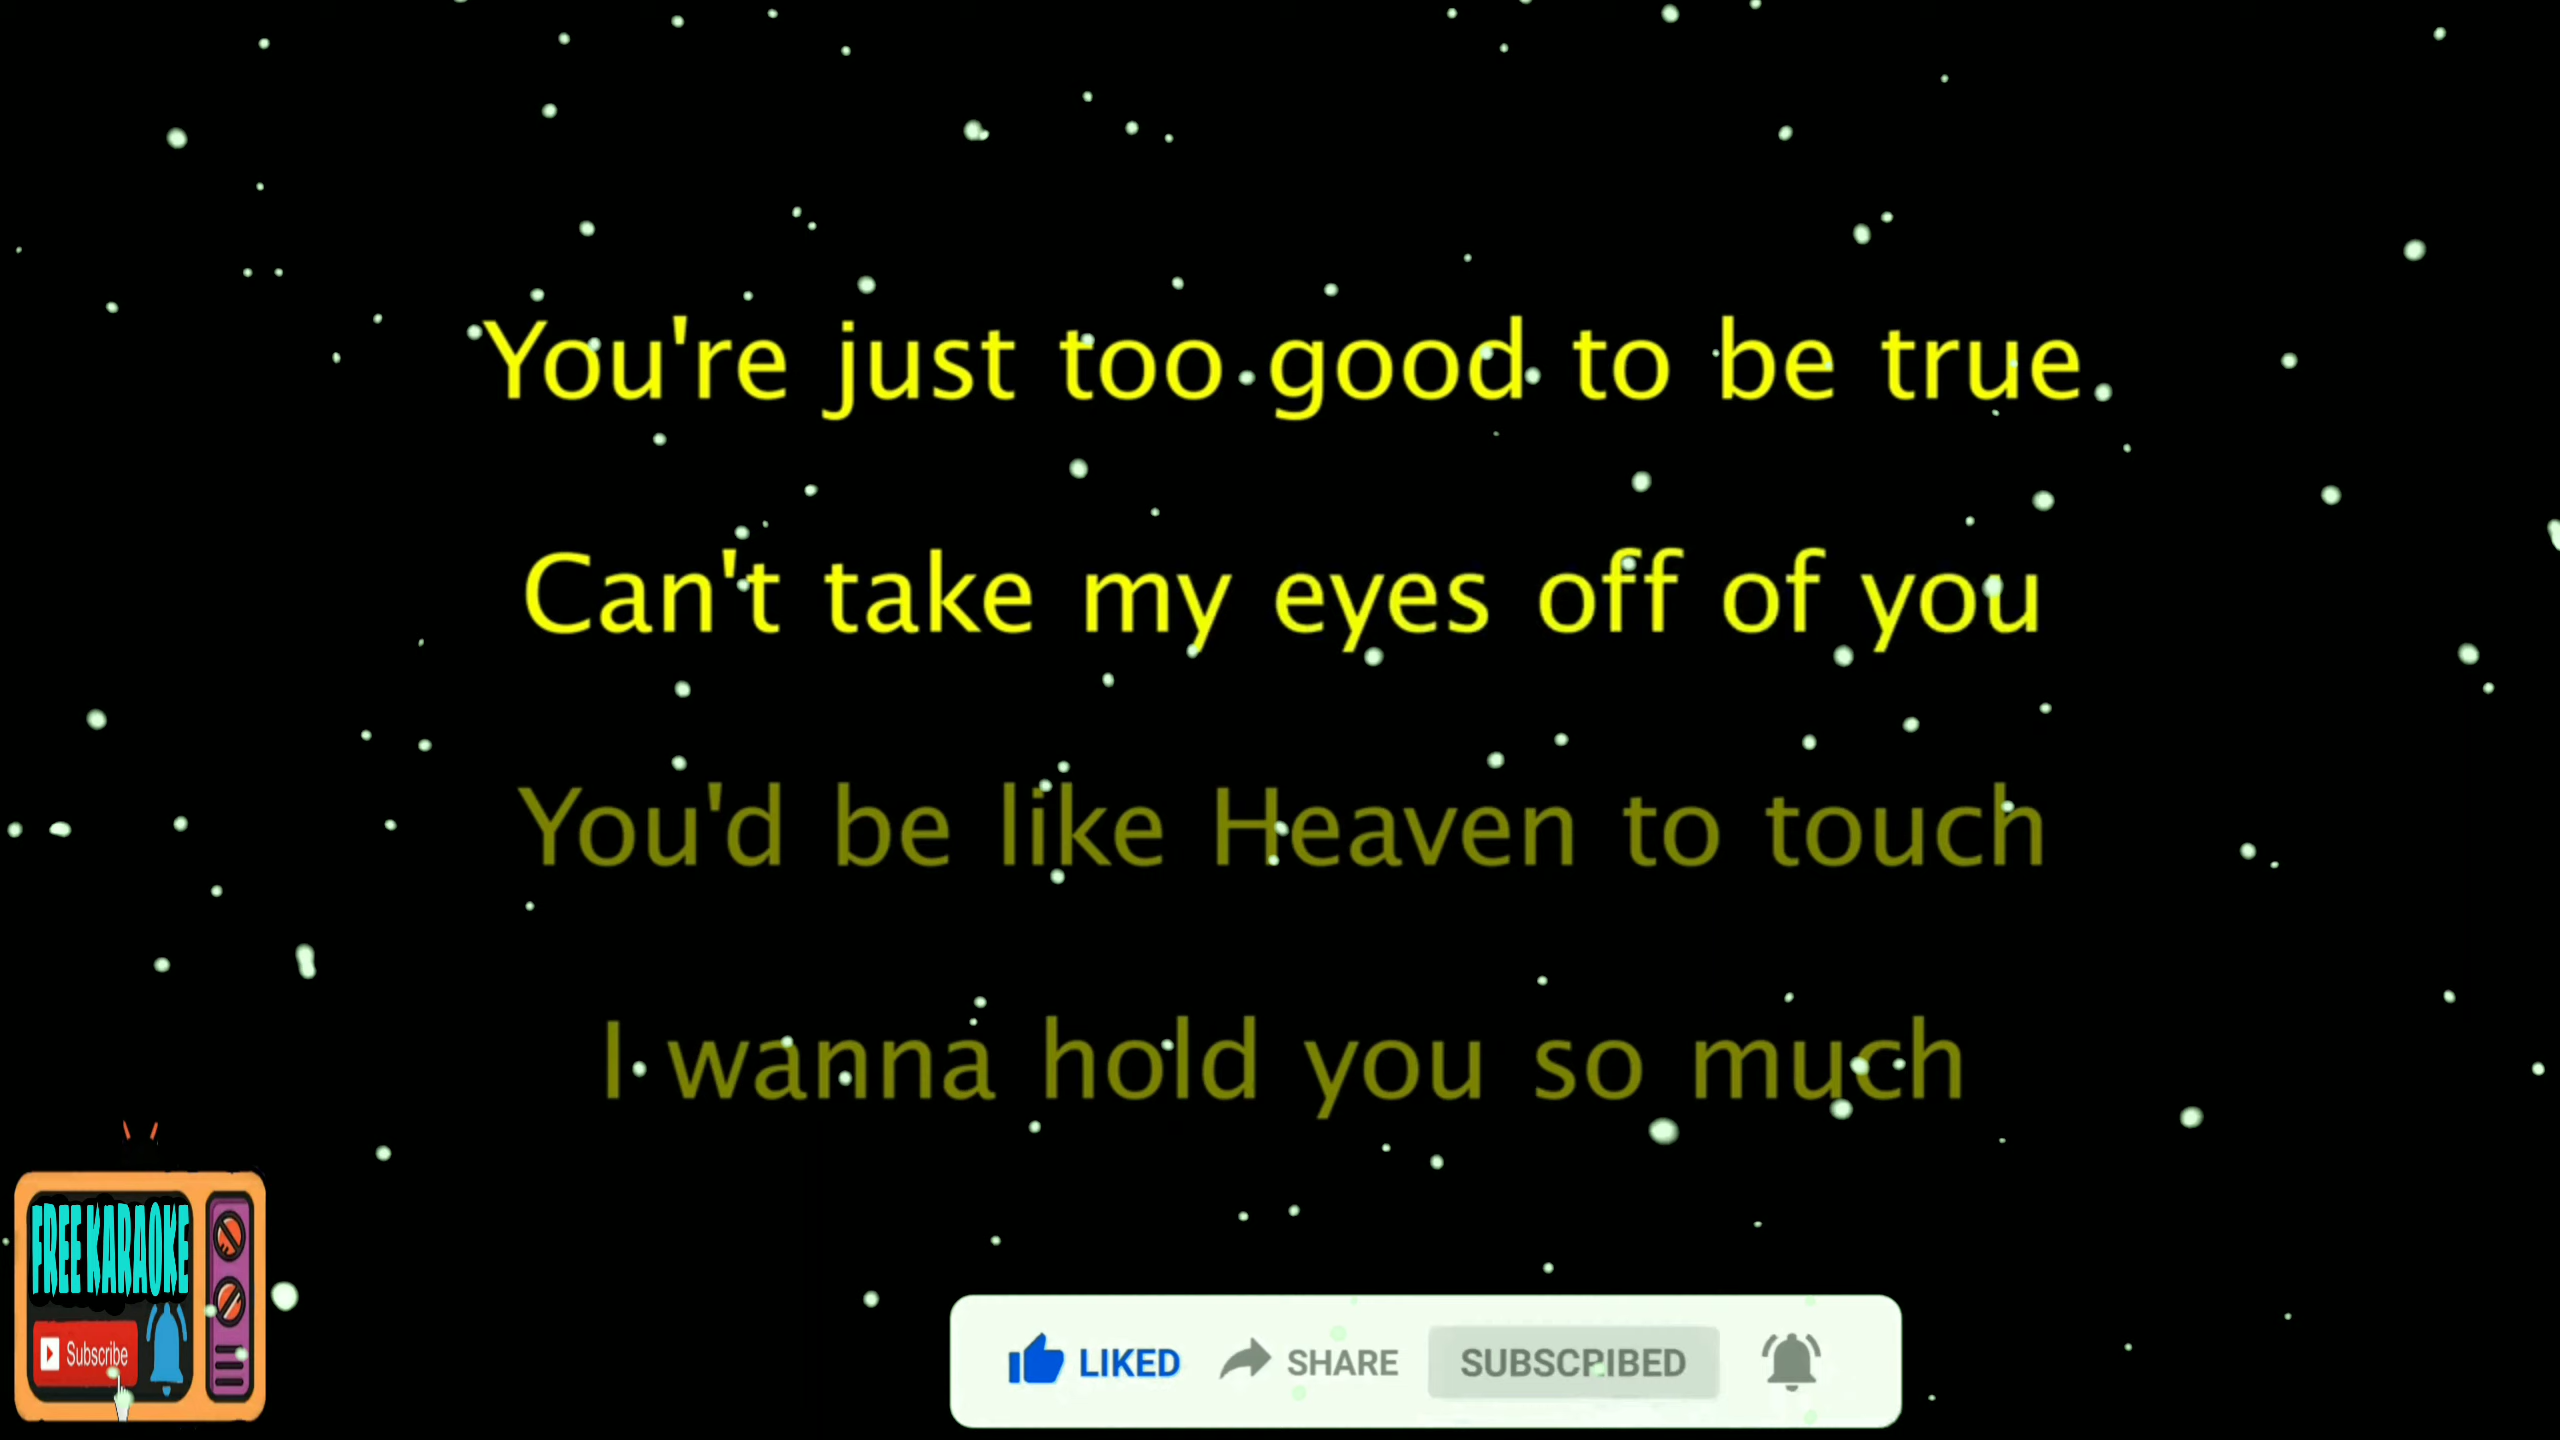 You're just too good to be true
Can't take my eyes off of you
You'd be like Heaven to touch
I wanna hold you so much
FREE KARAOKE
Subscribe
LIKED SHARE SUBSCRIBED